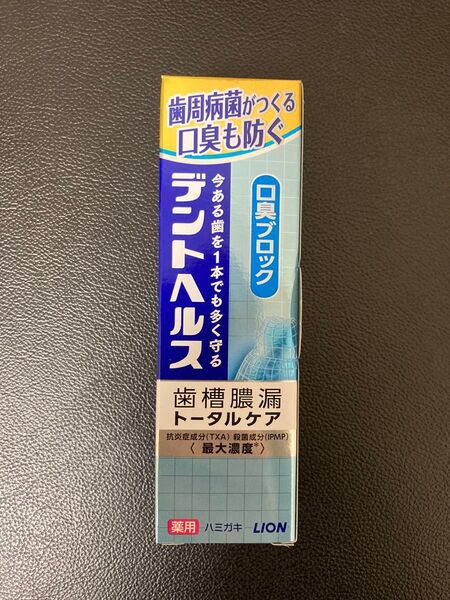 歯周病菌がつくる
口臭も防ぐ
口臭ブロック
今ある歯を1本でも多く守る
デントヘルス
歯槽膿漏
トータルケア
抗炎症成分(TXA) 殺菌成分(IPMP)
〈 最大濃度※〉
薬用 ハミガキ LION